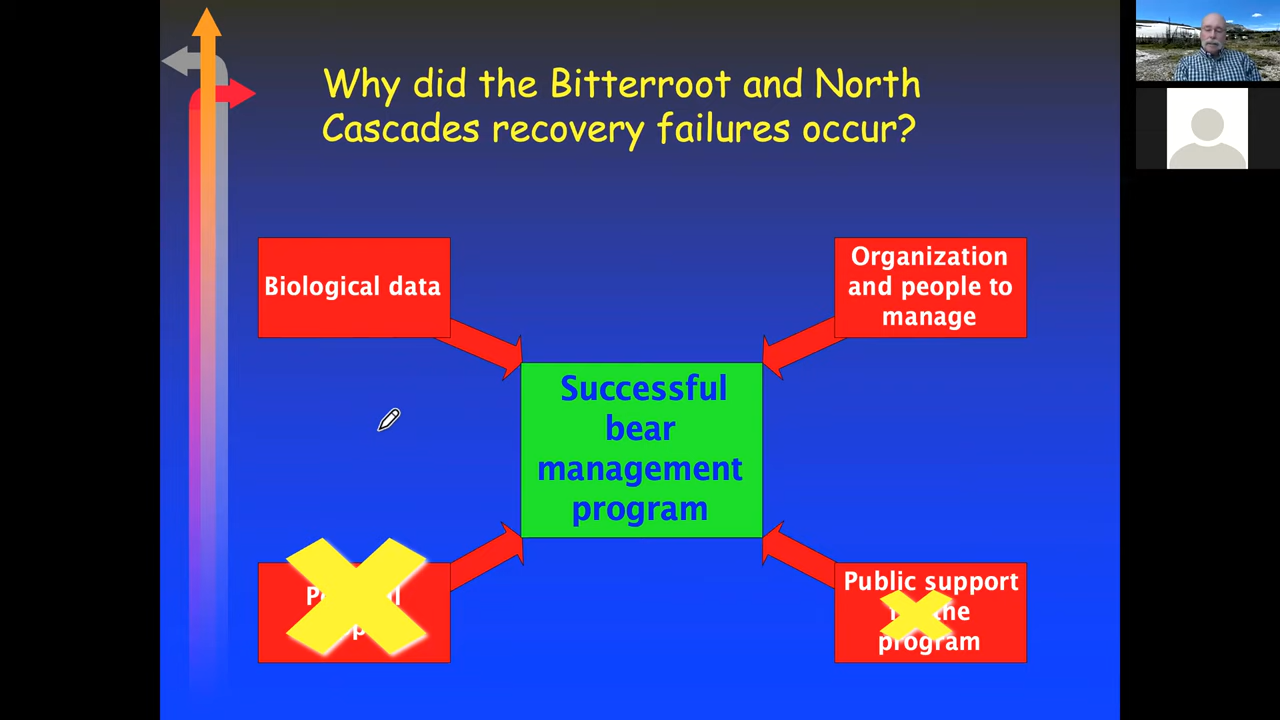 Why did the Bitterroot and North
Cascades recovery failures occur?
Biological data
Organization
and people to
manage
Successful
bear
management
program
Public support
program